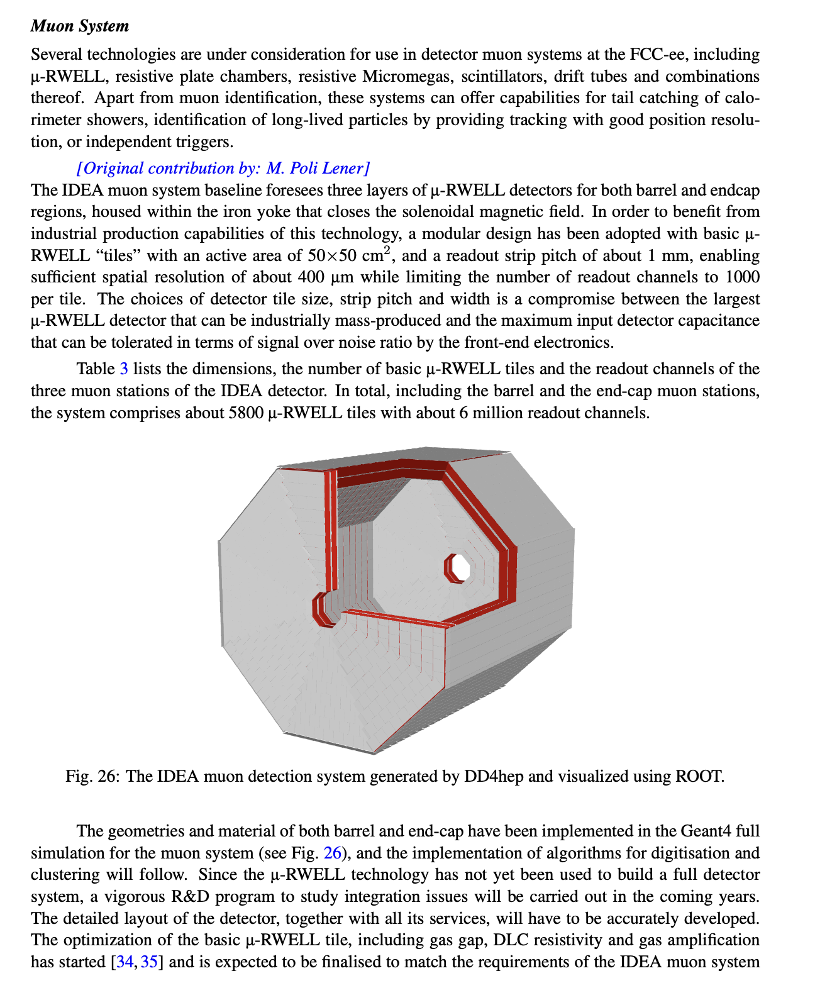 Muon System
Several technologies are under consideration for use in detector muon systems at the FCC-ee, including
μ-RWELL, resistive plate chambers, resistive Micromegas, scintillators, drift tubes and combinations
thereof. Apart from muon identification, these systems can offer capabilities for tail catching of calo-
rimeter showers, identification of long-lived particles by providing tracking with good position resolu-
tion, or independent triggers.
[Original contribution by: M. Poli Lener]
The IDEA muon system baseline foresees three layers of μ-RWELL detectors for both barrel and endcap
regions, housed within the iron yoke that closes the solenoidal magnetic field. In order to benefit from
industrial production capabilities of this technology, a modular design has been adopted with basic μ-
RWELL “tiles” with an active area of 50×50 cm², and a readout strip pitch of about 1 mm, enabling
sufficient spatial resolution of about 400 μm while limiting the number of readout channels to 1000
per tile. The choices of detector tile size, strip pitch and width is a compromise between the largest
μ-RWELL detector that can be industrially mass-produced and the maximum input detector capacitance
that can be tolerated in terms of signal over noise ratio by the front-end electronics.
Table 3 lists the dimensions, the number of basic μ-RWELL tiles and the readout channels of the
three muon stations of the IDEA detector. In total, including the barrel and the end-cap muon stations,
the system comprises about 5800 μ-RWELL tiles with about 6 million readout channels.
Fig. 26: The IDEA muon detection system generated by DD4hep and visualized using ROOT.
The geometries and material of both barrel and end-cap have been implemented in the Geant4 full
simulation for the muon system (see Fig. 26), and the implementation of algorithms for digitisation and
clustering will follow. Since the μ-RWELL technology has not yet been used to build a full detector
system, a vigorous R&D program to study integration issues will be carried out in the coming years.
The detailed layout of the detector, together with all its services, will have to be accurately developed.
The optimization of the basic μ-RWELL tile, including gas gap, DLC resistivity and gas amplification
has started [34, 35] and is expected to be finalised to match the requirements of the IDEA muon system